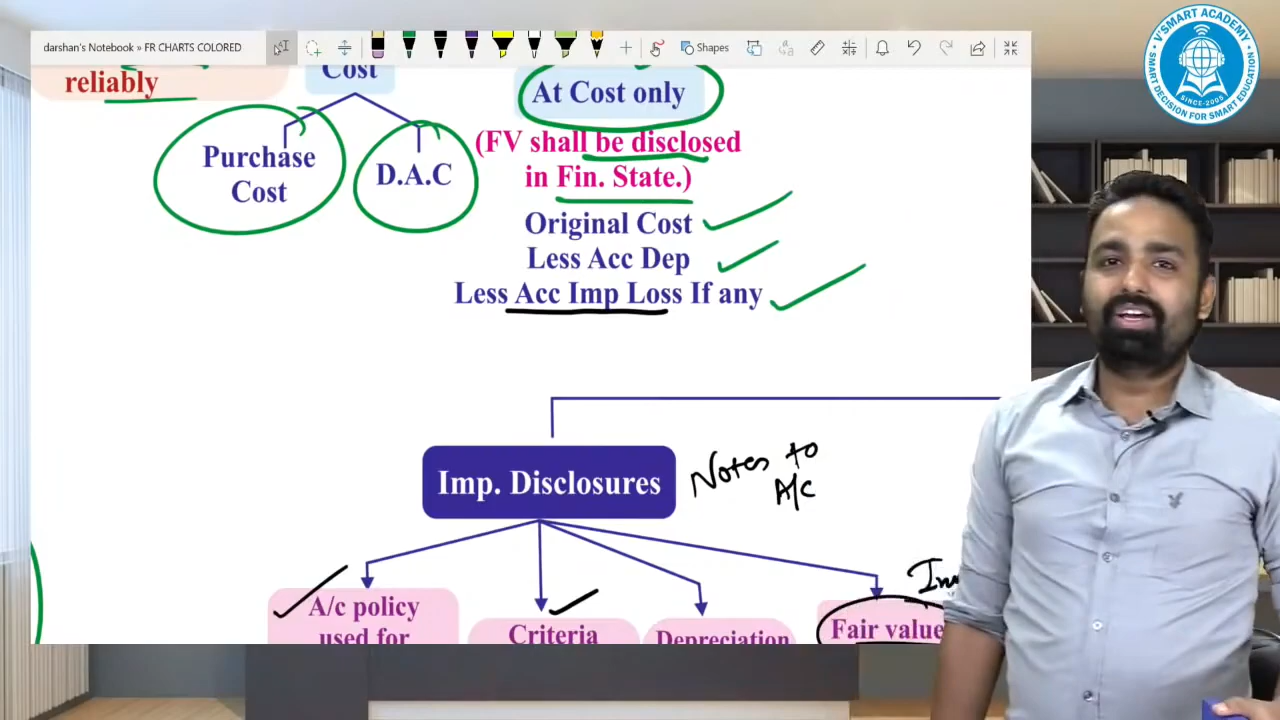 darshan's Notebook » FR CHARTS COLORED
Shapes
V'SMART ACADEMY
SINCE-2005
SMART DECISION FOR SMART EDUCATION
reliably
Cost
Purchase
Cost
D.A.C
At Cost only
(FV shall be disclosed
in Fin. State.)
Original Cost
Less Acc Dep
Less Acc Imp Loss If any
Imp. Disclosures
Notes to
A/c
A/c policy
used for
Criteria
Depreciation
Fair value